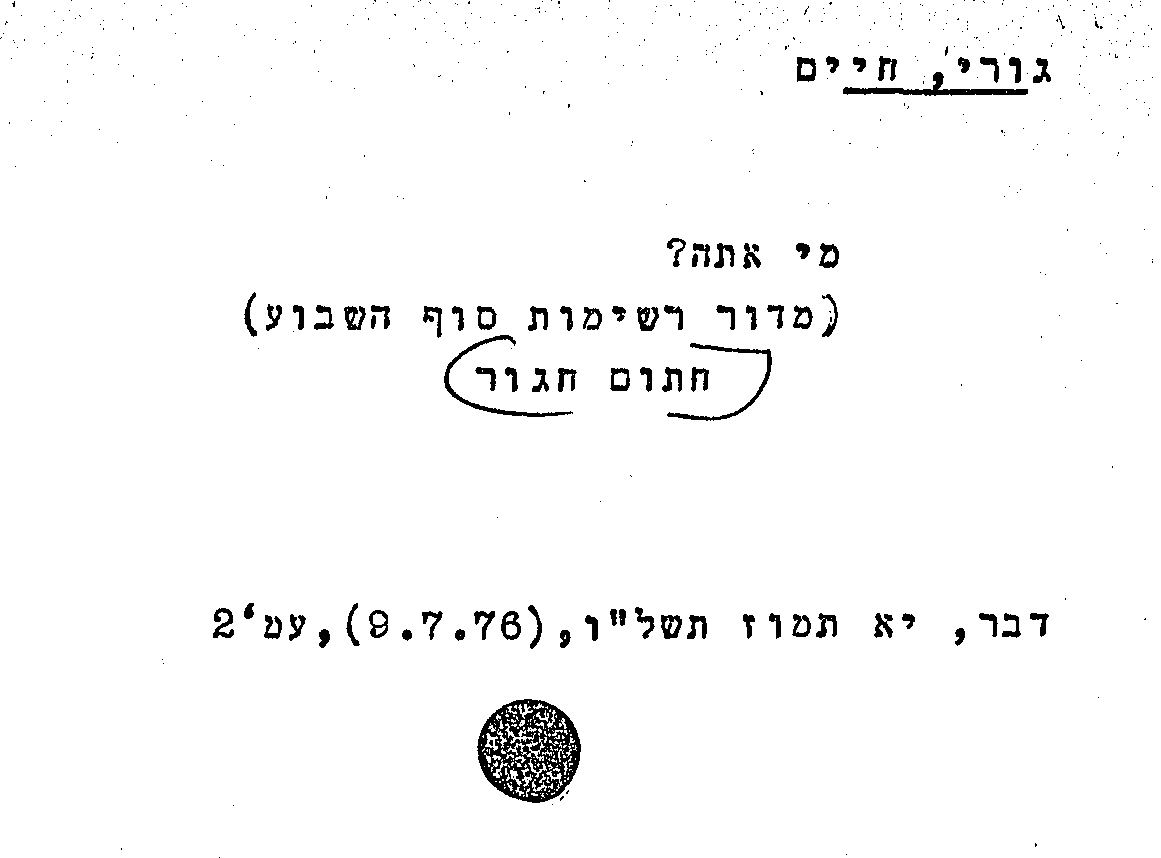 גורי, חיים
מי אתה?
(מדור רשימות סוף השבוע)
חתום חגור
דבר, יא תמוז תשל"ו, (9.7.76), עמ' 2